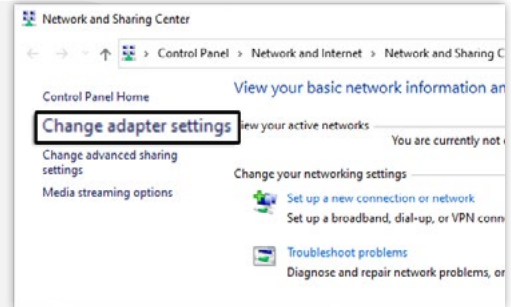 Network and Sharing Center
Control Panel > Network and Internet > Network and Sharing C
Control Panel Home
Change adapter settings
Change advanced sharing
settings
Media streaming options
View your basic network information an
iew your active networks
You are currently not
Change your networking settings
Set up a new connection or network
Set up a broadband, dial-up, or VPN conn
Troubleshoot problems
Diagnose and repair network problems, or